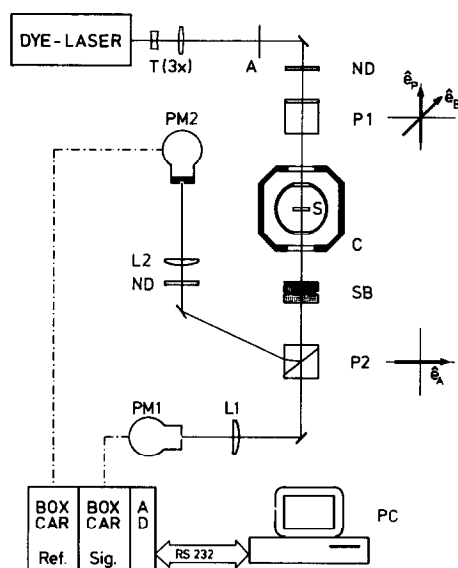 DYE-LASER
T (3x)
A
ND
P1
ê_P
ê_B
PM2
S
C
L2
ND
SB
P2
ê_A
PM1
L1
BOX CAR Ref.
BOX CAR Sig.
A D
RS 232
PC